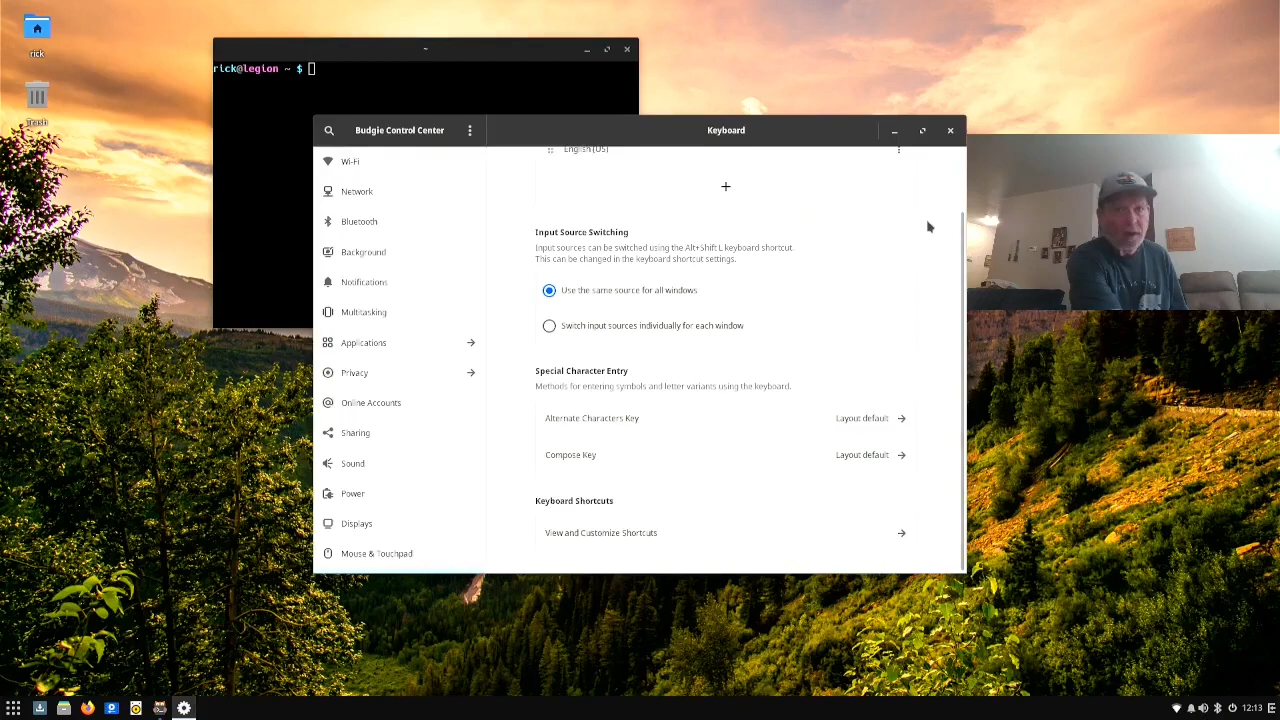 rick
Trash
~
rick@legion ~ $
Budgie Control Center
Keyboard
Wi-Fi
Network
Bluetooth
Background
Notifications
Multitasking
Applications
Privacy
Online Accounts
Sharing
Sound
Power
Displays
Mouse & Touchpad
English (US)
+
Input Source Switching
Input sources can be switched using the Alt+Shift L keyboard shortcut.
This can be changed in the keyboard shortcut settings.
Use the same source for all windows
Switch input sources individually for each window
Special Character Entry
Methods for entering symbols and letter variants using the keyboard.
Alternate Characters Key Layout default
Compose Key Layout default
Keyboard Shortcuts
View and Customize Shortcuts
12:13